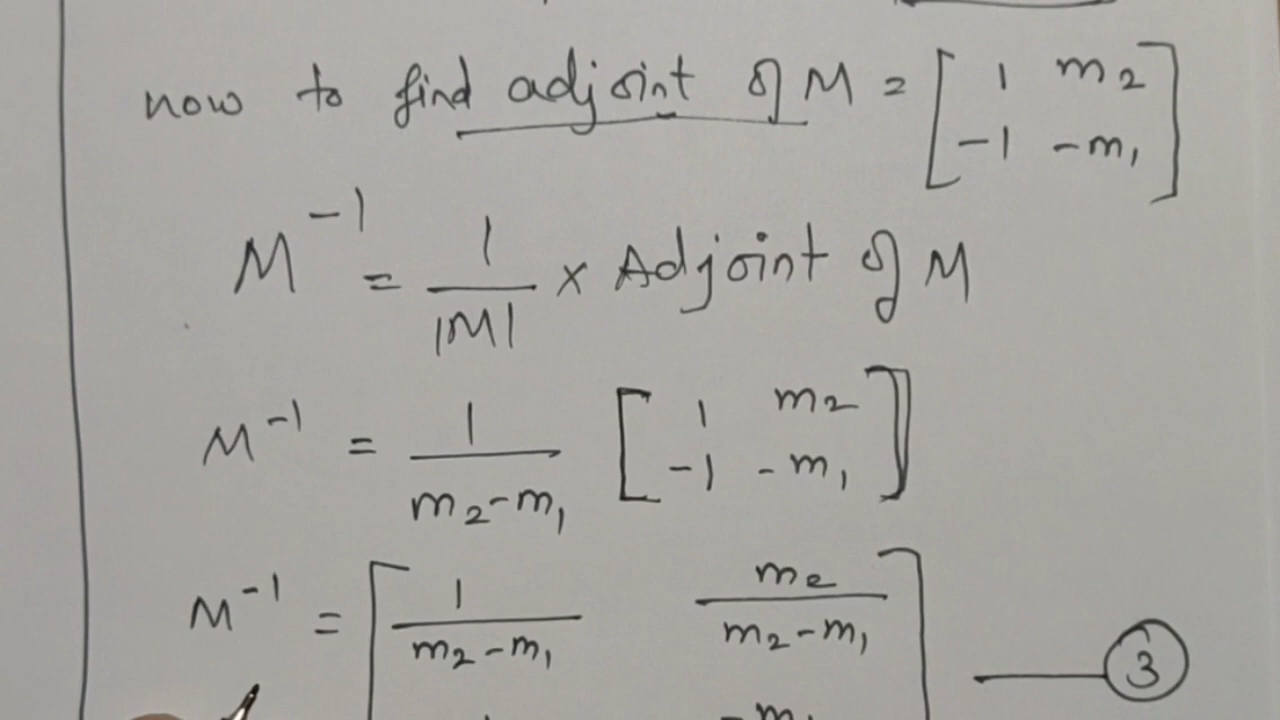 now to find adjoint of M = [ 1 m₂
-1 -m₁ ]
M⁻¹ = 1/|M| × Adjoint of M
M⁻¹ = 1/(m₂-m₁) [ 1 m₂
-1 -m₁ ]
M⁻¹ = [ 1/(m₂-m₁) m₂/(m₂-m₁)
-m₁
3